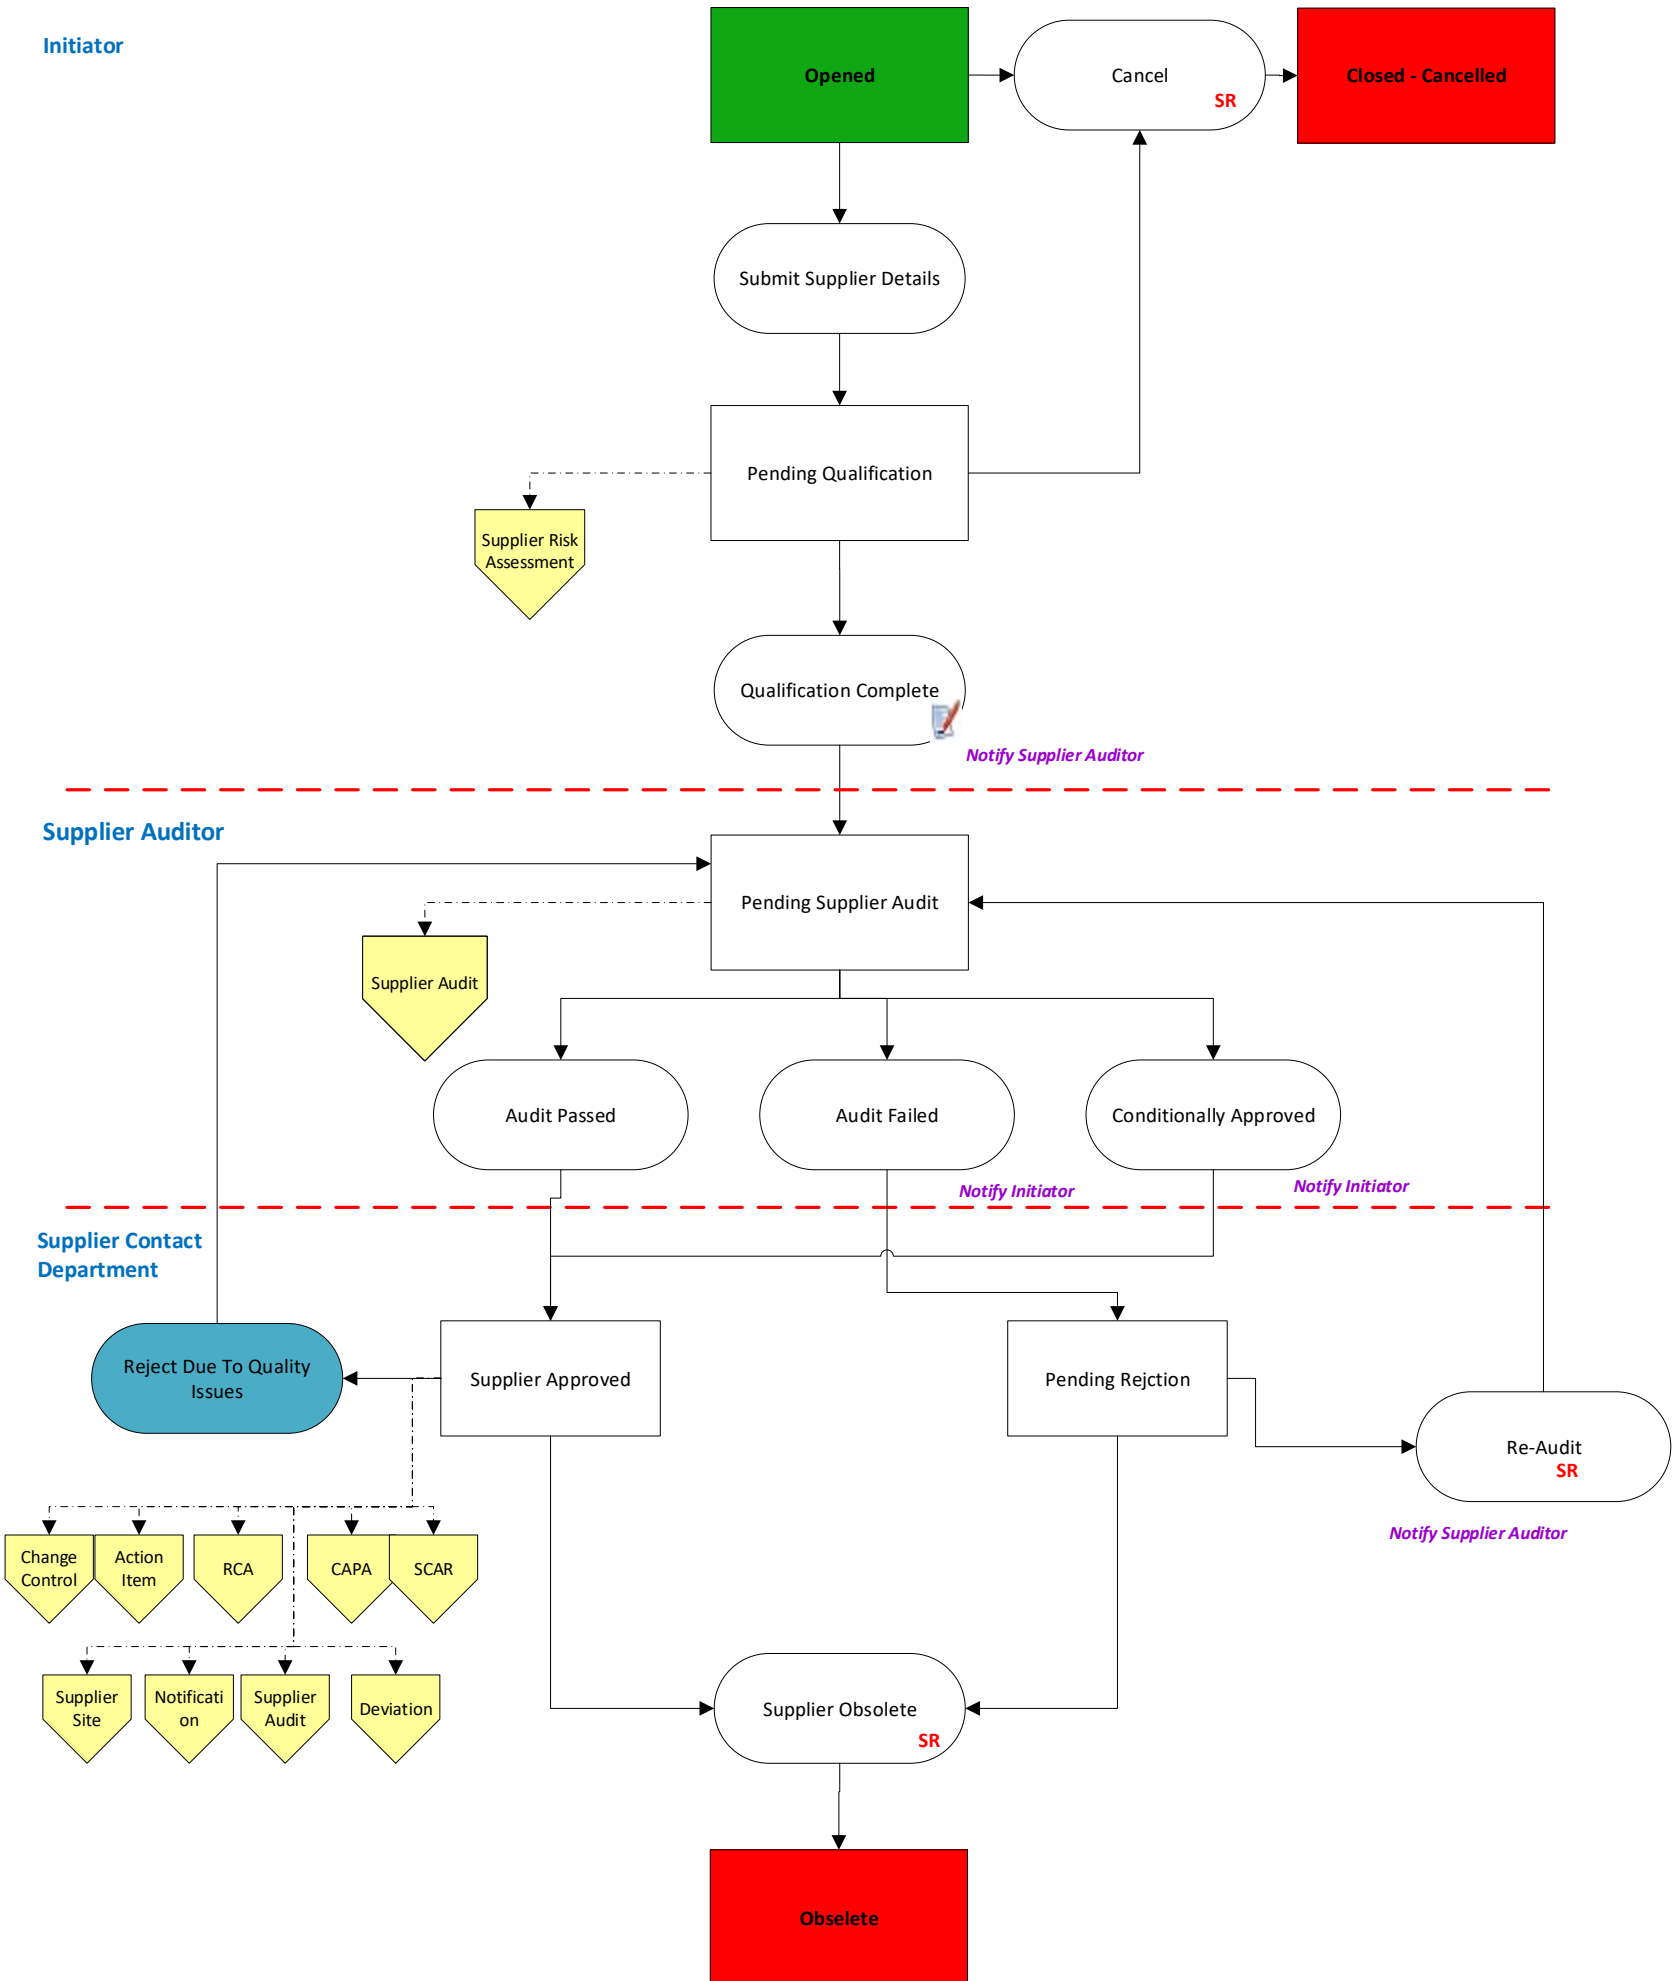 Initiator
Opened
Cancel
SR
Closed - Cancelled
Submit Supplier Details
Pending Qualification
Supplier Risk
Assessment
Qualification Complete
Notify Supplier Auditor
Supplier Auditor
Pending Supplier Audit
Supplier Audit
Audit Passed
Audit Failed
Conditionally Approved
Notify Initiator
Notify Initiator
Supplier Contact
Department
Reject Due To Quality
Issues
Supplier Approved
Pending Rejction
Re-Audit
SR
Notify Supplier Auditor
Change
Control
Action
Item
RCA
CAPA
SCAR
Supplier
Site
Notificati
on
Supplier
Audit
Deviation
Supplier Obsolete
SR
Obselete